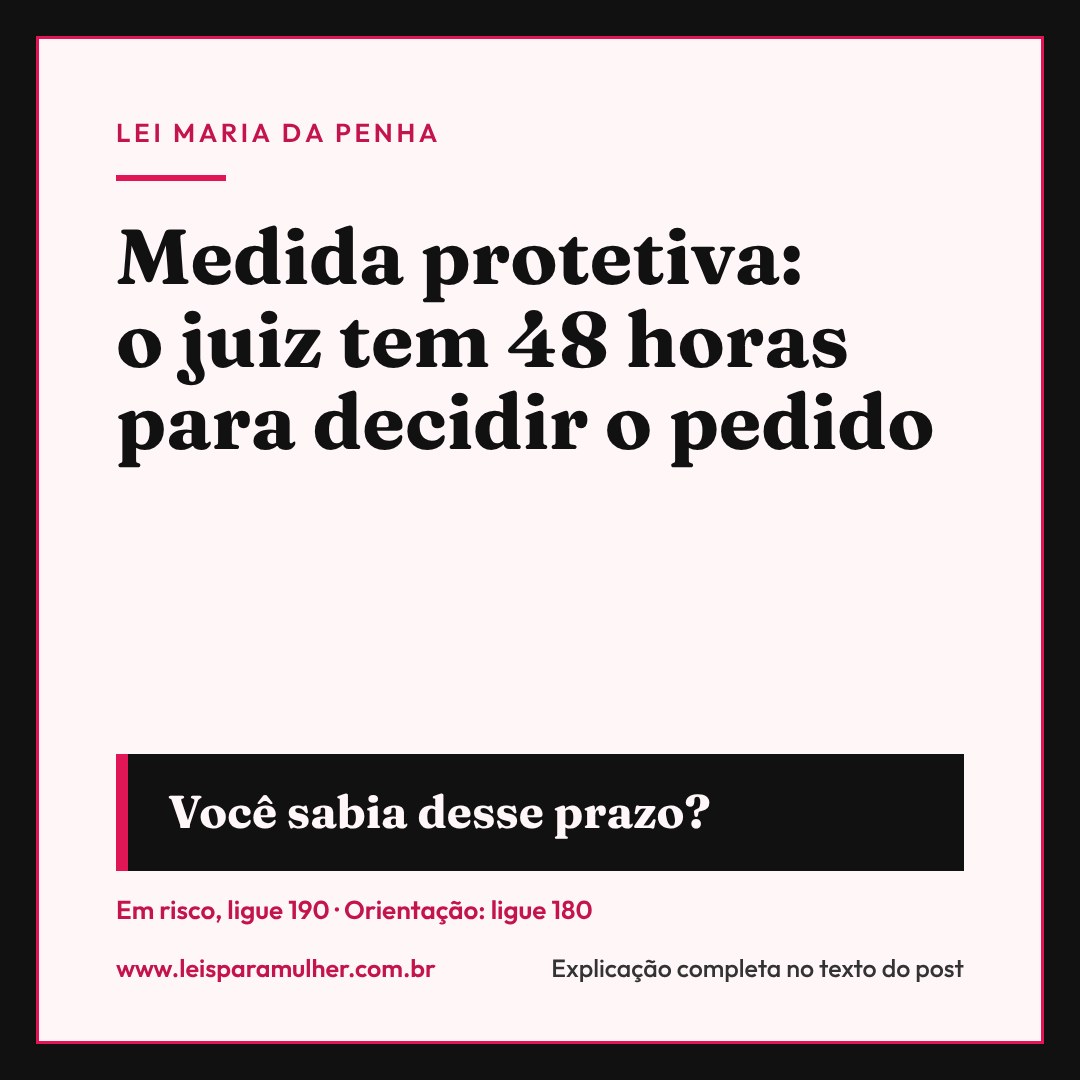 LEI MARIA DA PENHA
Medida protetiva:
o juiz tem 48 horas
para decidir o pedido
Você sabia desse prazo?
Em risco, ligue 190 · Orientação: ligue 180
www.leisparamulher.com.br
Explicação completa no texto do post